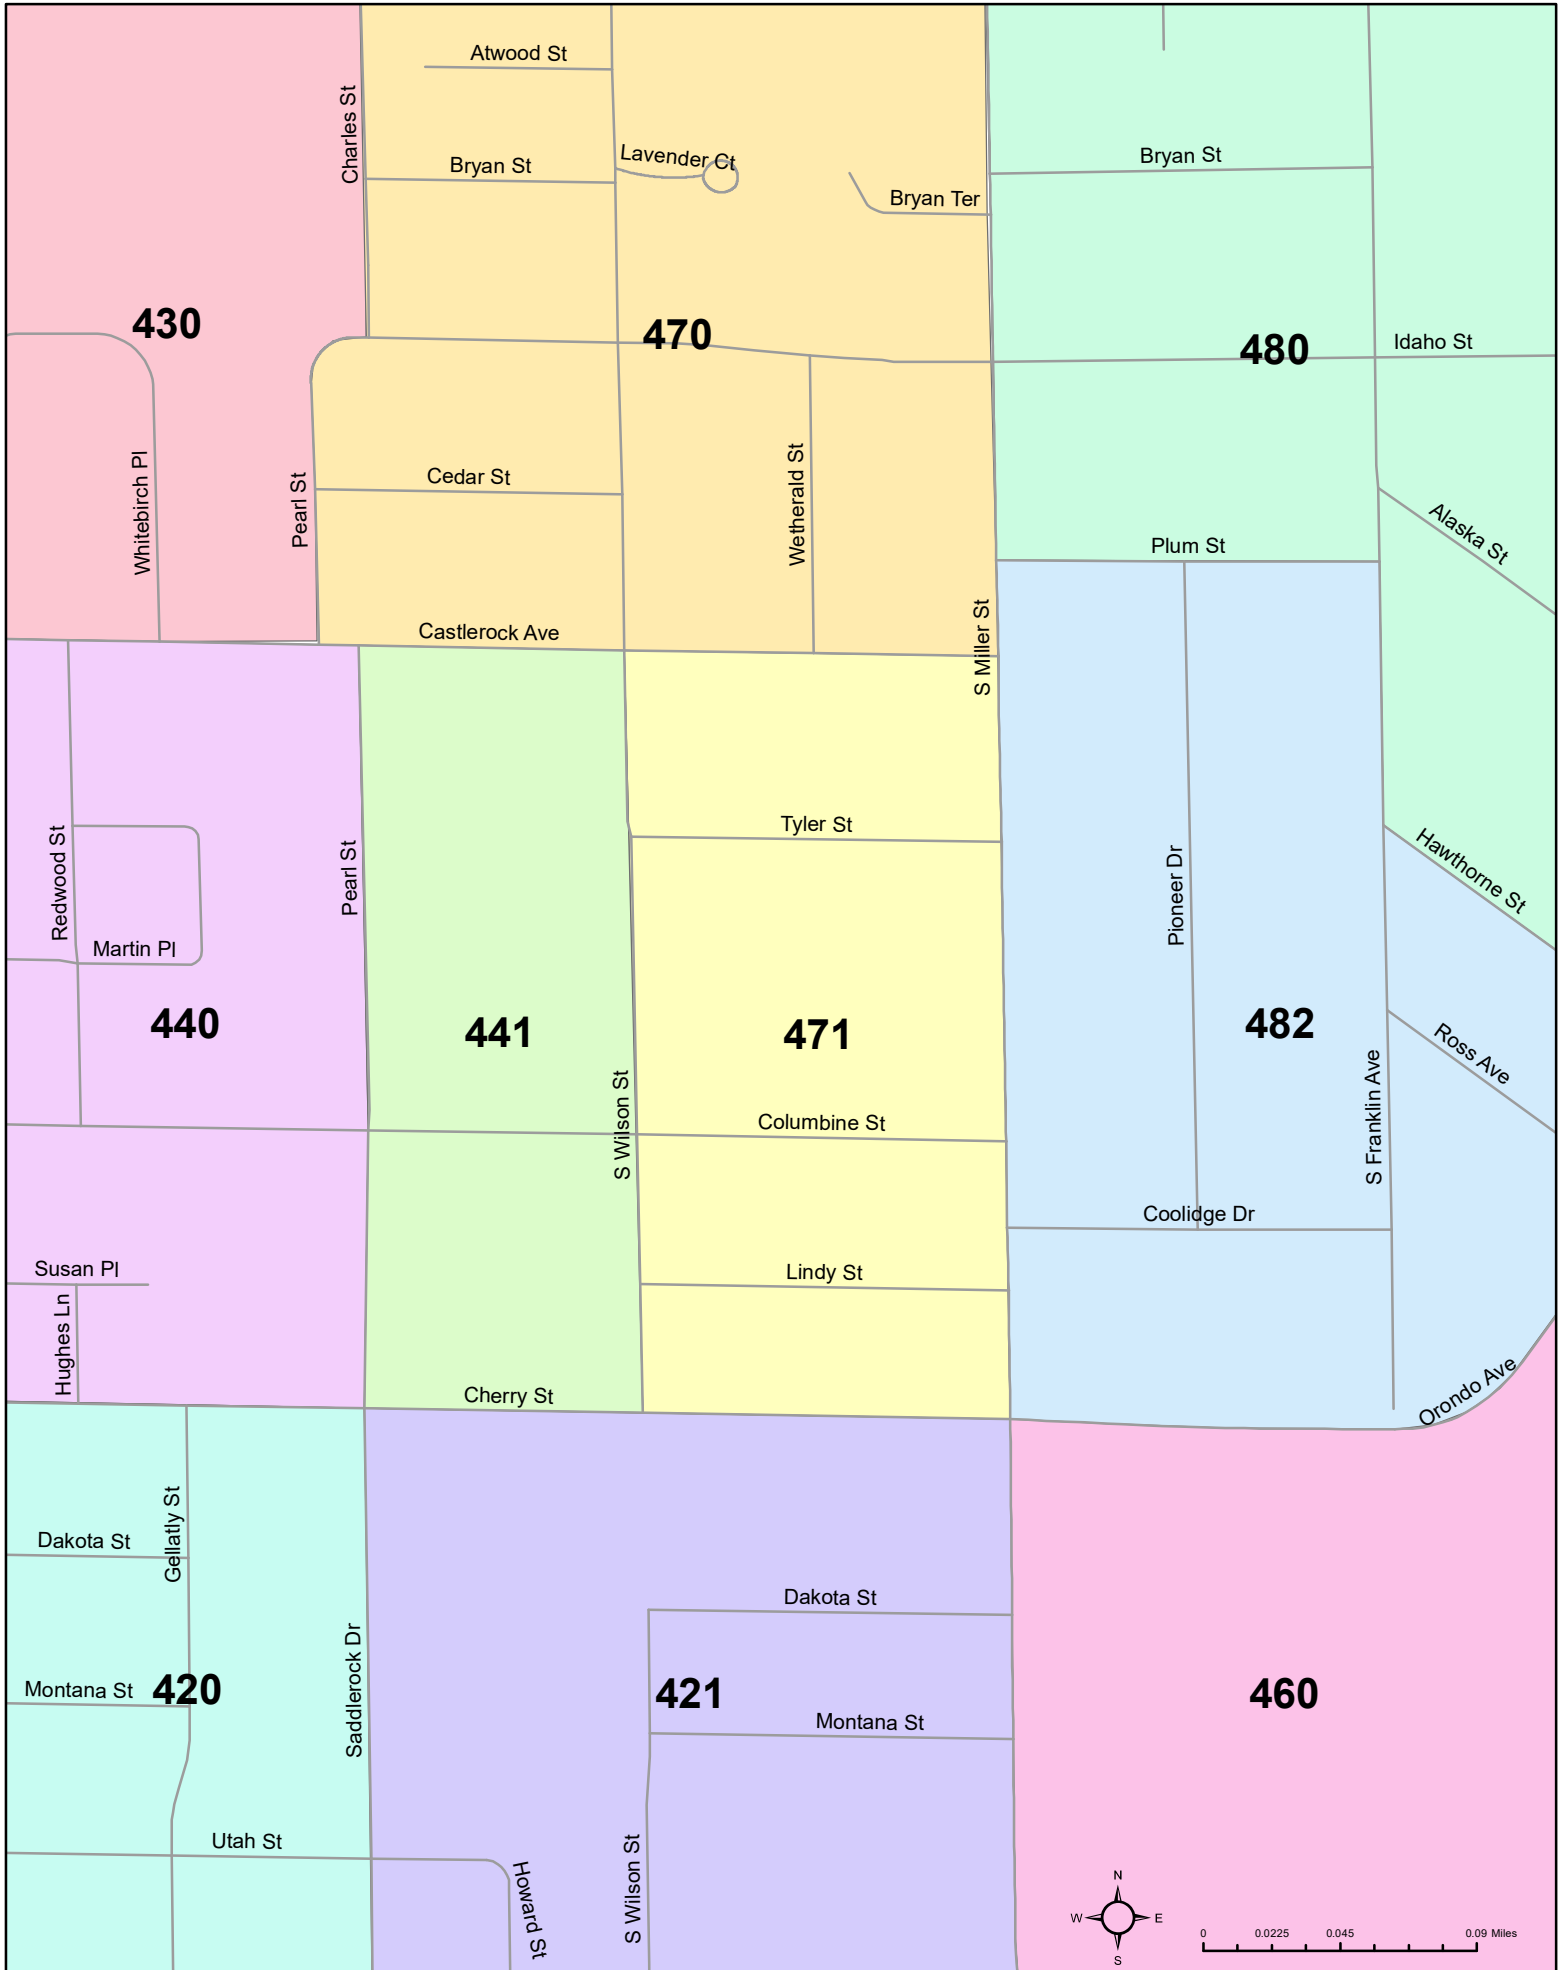 Atwood St
Charles St
Bryan St
Lavender Ct
Bryan St
Bryan Ter
430
470
480
Idaho St
Whitebirch Pl
Pearl St
Cedar St
Wetherald St
Alaska St
Plum St
Castlerock Ave
S Miller St
Redwood St
Pearl St
Tyler St
Pioneer Dr
Hawthorne St
Martin Pl
440
441
471
482
Ross Ave
S Wilson St
Columbine St
S Franklin Ave
Coolidge Dr
Susan Pl
Hughes Ln
Lindy St
Cherry St
Orondo Ave
Dakota St
Gellatly St
Dakota St
Saddlerock Dr
Montana St
420
421
460
Montana St
Utah St
Howard St
S Wilson St
N
W
E
S
0 0.0225 0.045 0.09 Miles